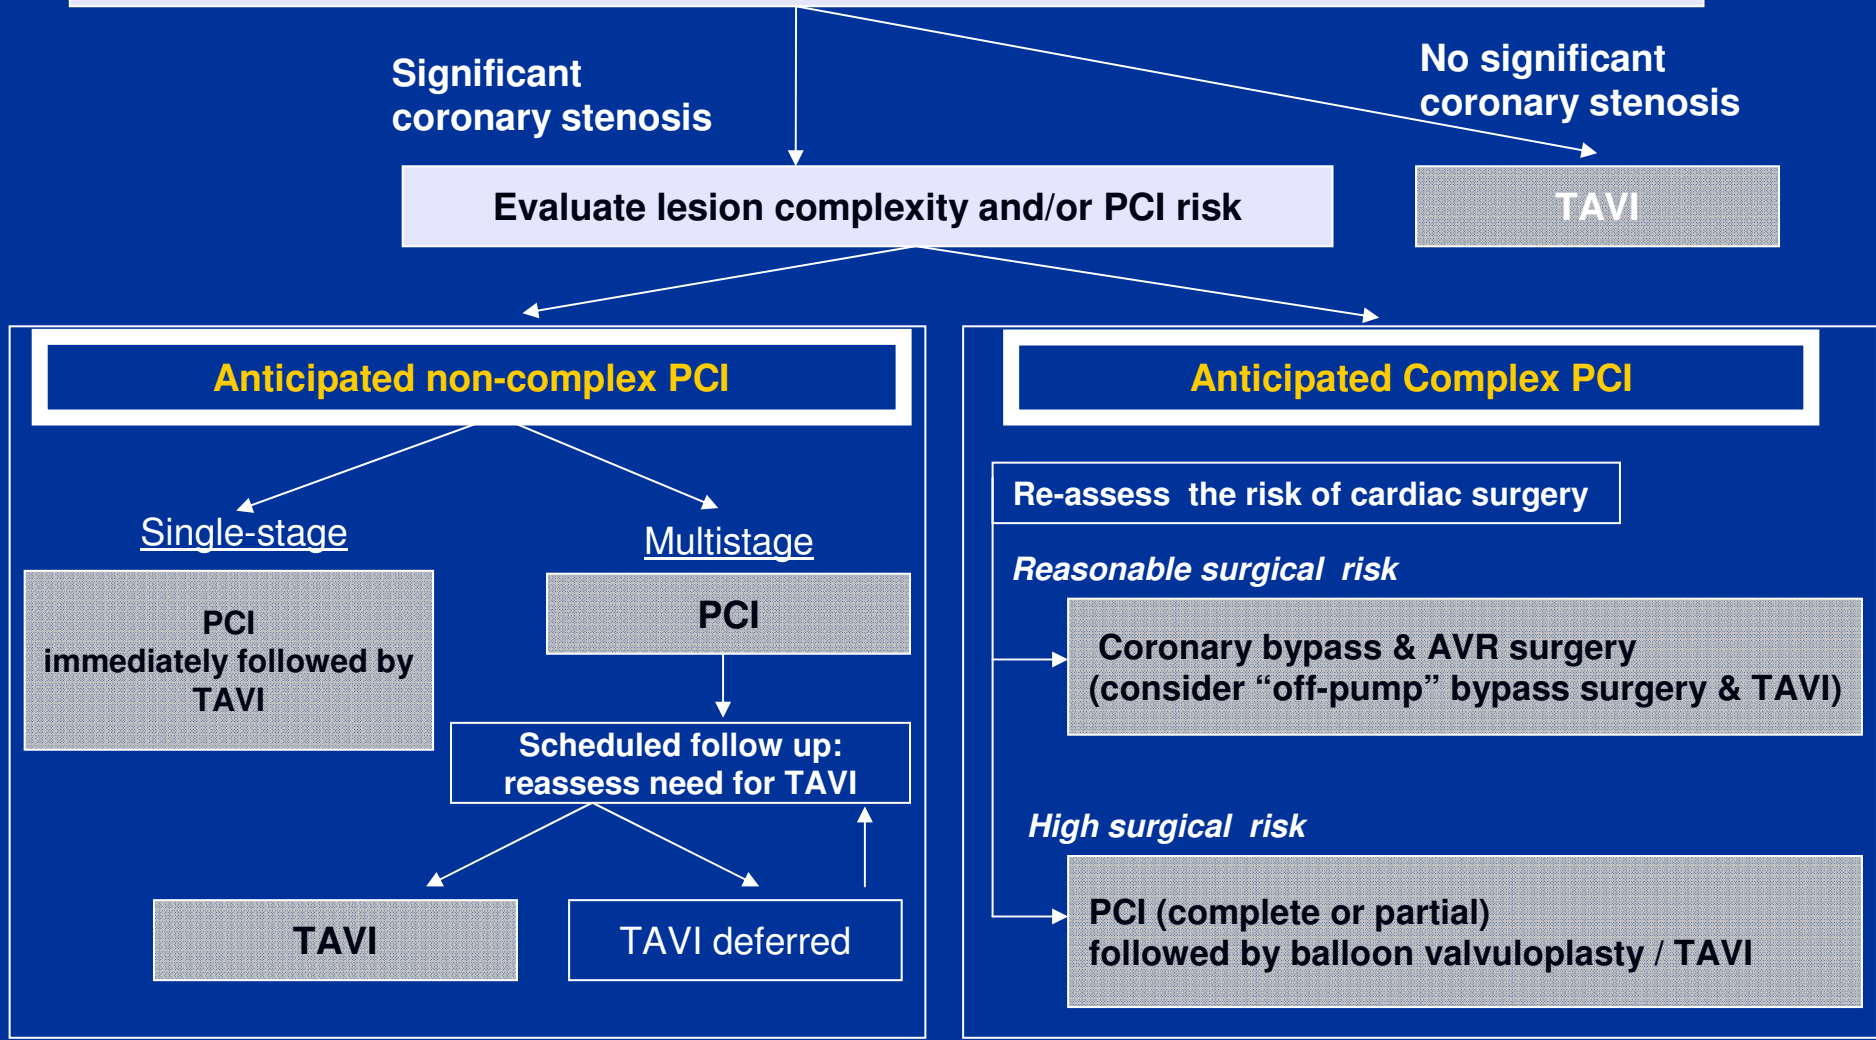 Significant
coronary stenosis
No significant
coronary stenosis
Evaluate lesion complexity and/or PCI risk
TAVI
Anticipated non-complex PCI
Single-stage
PCI
immediately followed by
TAVI
Multistage
PCI
Scheduled follow up:
reassess need for TAVI
TAVI
TAVI deferred
Anticipated Complex PCI
Re-assess the risk of cardiac surgery
Reasonable surgical risk
Coronary bypass & AVR surgery
(consider “off-pump” bypass surgery & TAVI)
High surgical risk
PCI (complete or partial)
followed by balloon valvuloplasty / TAVI